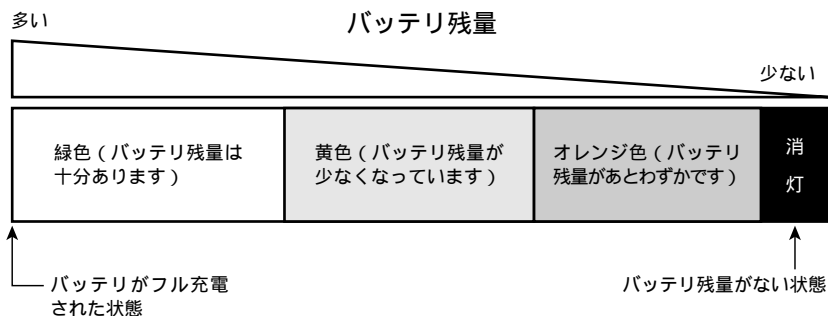 多い
バッテリ残量
少ない
緑色（バッテリ残量は
十分あります）
黄色（バッテリ残量が
少なくなっています）
オレンジ色（バッテリ
残量があとわずかです）
消
灯
バッテリがフル充電
された状態
バッテリ残量がない状態